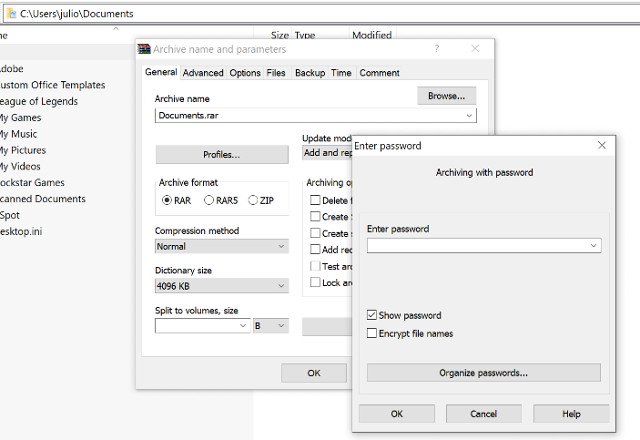 C:\Users\julio\Documents
Size Type Modified
Archive name and parameters
? ×
General Advanced Options Files Backup Time Comment
Archive name
Browse...
Documents.rar
Profiles...
Update mod
Add and rep
Archive format
RAR RAR5 ZIP
Archiving op
Delete f
Create S
Create s
Add rec
Test arc
Lock arc
Compression method
Normal
Dictionary size
4096 KB
Split to volumes, size
B
OK
me
Adobe
ustom Office Templates
eague of Legends
My Games
My Music
My Pictures
My Videos
ockstar Games
canned Documents
Spot
esktop.ini
Enter password
Archiving with password
Enter password
Show password
Encrypt file names
Organize passwords...
OK Cancel Help